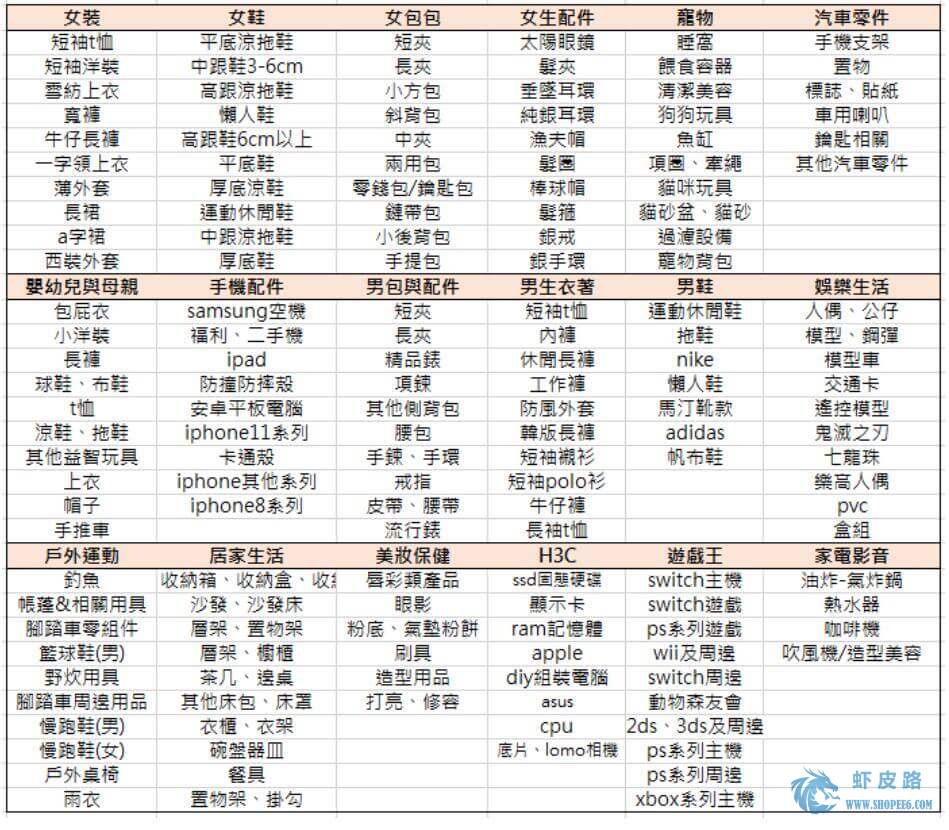 女裝 女鞋 女包包 女生配件 寵物 汽車零件
短袖t恤 平底涼拖鞋 短夾 太陽眼鏡 睡窩 手機支架
短袖洋裝 中跟鞋3-6cm 長夾 髮夾 餵食容器 置物
雪紡上衣 高跟涼拖鞋 小方包 垂墜耳環 清潔美容 標誌、貼紙
寬褲 懶人鞋 斜背包 純銀耳環 狗狗玩具 車用喇叭
牛仔長褲 高跟鞋6cm以上 中夾 漁夫帽 魚缸 鑰匙相關
一字領上衣 平底鞋 兩用包 髮圈 項圈、牽繩 其他汽車零件
薄外套 厚底涼鞋 零錢包/鑰匙包 棒球帽 貓咪玩具
長裙 運動休閒鞋 鏈帶包 髮箍 貓砂盆、貓砂
a字裙 中跟涼拖鞋 小後背包 銀戒 過濾設備
西裝外套 厚底鞋 手提包 銀手環 寵物背包
嬰幼兒與母親 手機配件 男包與配件 男生衣著 男鞋 娛樂生活
包屁衣 samsung空機 短夾 短袖t恤 運動休閒鞋 人偶、公仔
小洋裝 福利、二手機 長夾 內褲 拖鞋 模型、鋼彈
長褲 ipad 精品錶 休閒長褲 nike 模型車
球鞋、布鞋 防撞防摔殼 項鍊 工作褲 懶人鞋 交通卡
t恤 安卓平板電腦 其他側背包 防風外套 馬汀靴款 遙控模型
涼鞋、拖鞋 iphone11系列 腰包 韓版長褲 adidas 鬼滅之刃
其他益智玩具 卡通殼 手鍊、手環 短袖襯衫 帆布鞋 七龍珠
上衣 iphone其他系列 戒指 短袖polo衫 樂高人偶
帽子 iphone8系列 皮帶、腰帶 牛仔褲 pvc
手推車 流行錶 長袖t恤 盒組
戶外運動 居家生活 美妝保健 H3C 遊戲王 家電影音
釣魚 收納箱、收納盒、收 唇彩類產品 ssd固態硬碟 switch主機 油炸-氣炸鍋
帳蓬&相關用具 沙發、沙發床 眼影 顯示卡 switch遊戲 熱水器
腳踏車零組件 層架、置物架 粉底、氣墊粉餅 ram記憶體 ps系列遊戲 咖啡機
籃球鞋(男) 層架、櫥櫃 刷具 apple wii及周邊 吹風機/造型美容
野炊用具 茶几、邊桌 造型用品 diy組裝電腦 switch周邊
腳踏車周邊用品 其他床包、床罩 打亮、修容 asus 動物森友會
慢跑鞋(男) 衣櫃、衣架 cpu 2ds、3ds及周邊
慢跑鞋(女) 碗盤器皿 底片、lomo相機 ps系列主機
戶外桌椅 餐具 ps系列周邊
雨衣 置物架、掛勾 xbox系列主機
虾皮路
WWW.SHOPEE6.COM